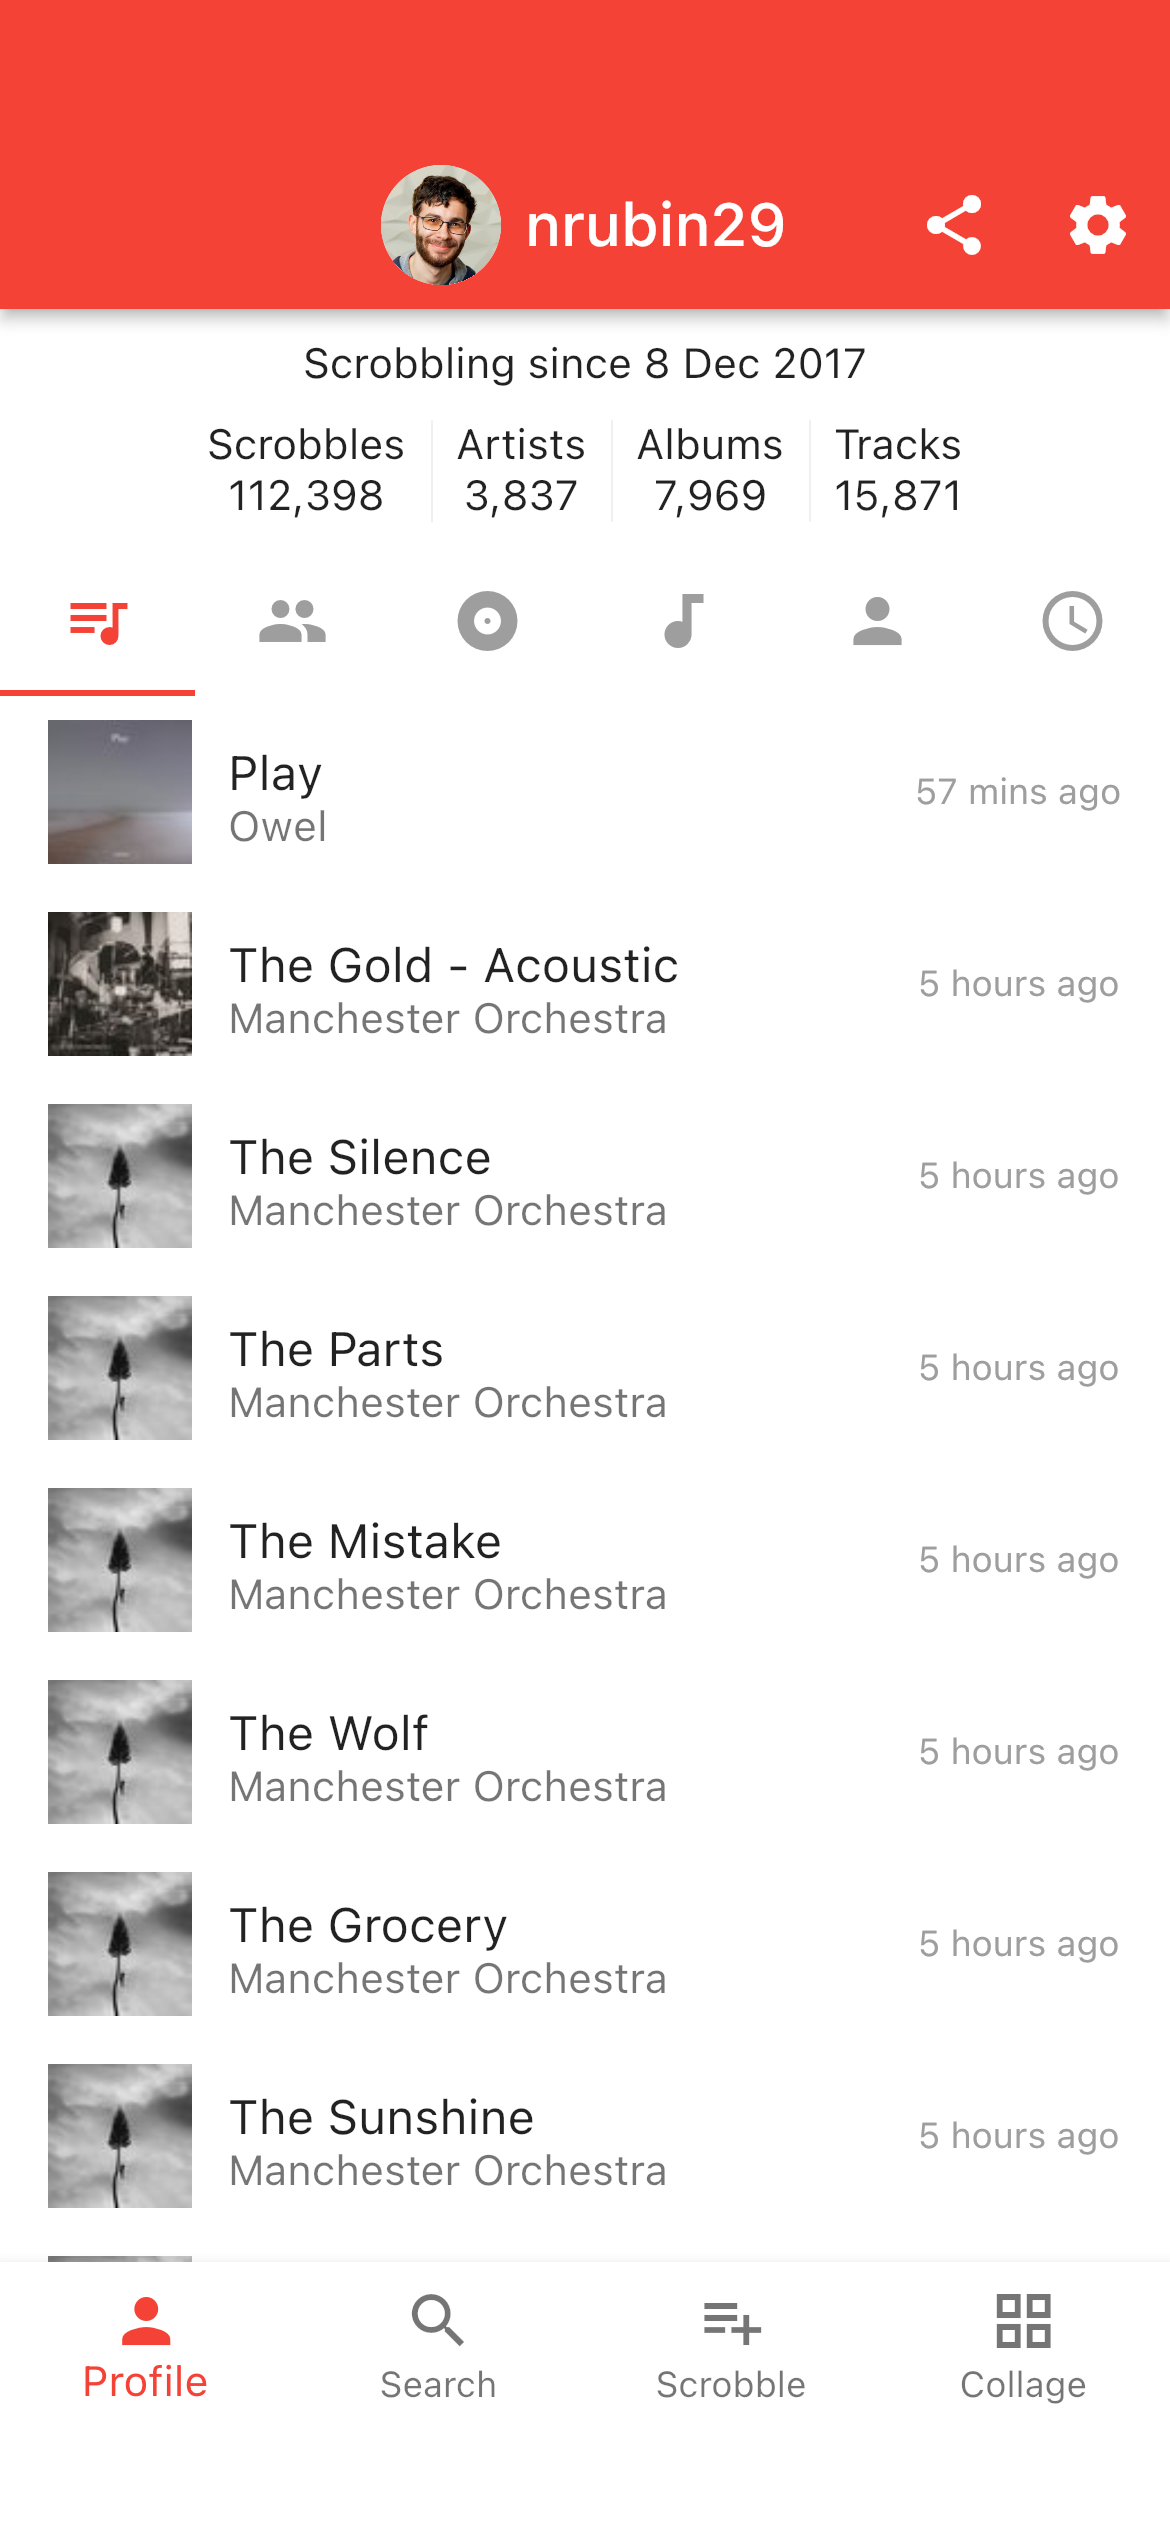 nrubin29
Scrobbling since 8 Dec 2017
Scrobbles Artists Albums Tracks
112,398 3,837 7,969 15,871
Play
Owel
57 mins ago
The Gold - Acoustic
Manchester Orchestra
5 hours ago
The Silence
Manchester Orchestra
5 hours ago
The Parts
Manchester Orchestra
5 hours ago
The Mistake
Manchester Orchestra
5 hours ago
The Wolf
Manchester Orchestra
5 hours ago
The Grocery
Manchester Orchestra
5 hours ago
The Sunshine
Manchester Orchestra
5 hours ago
Profile Search Scrobble Collage